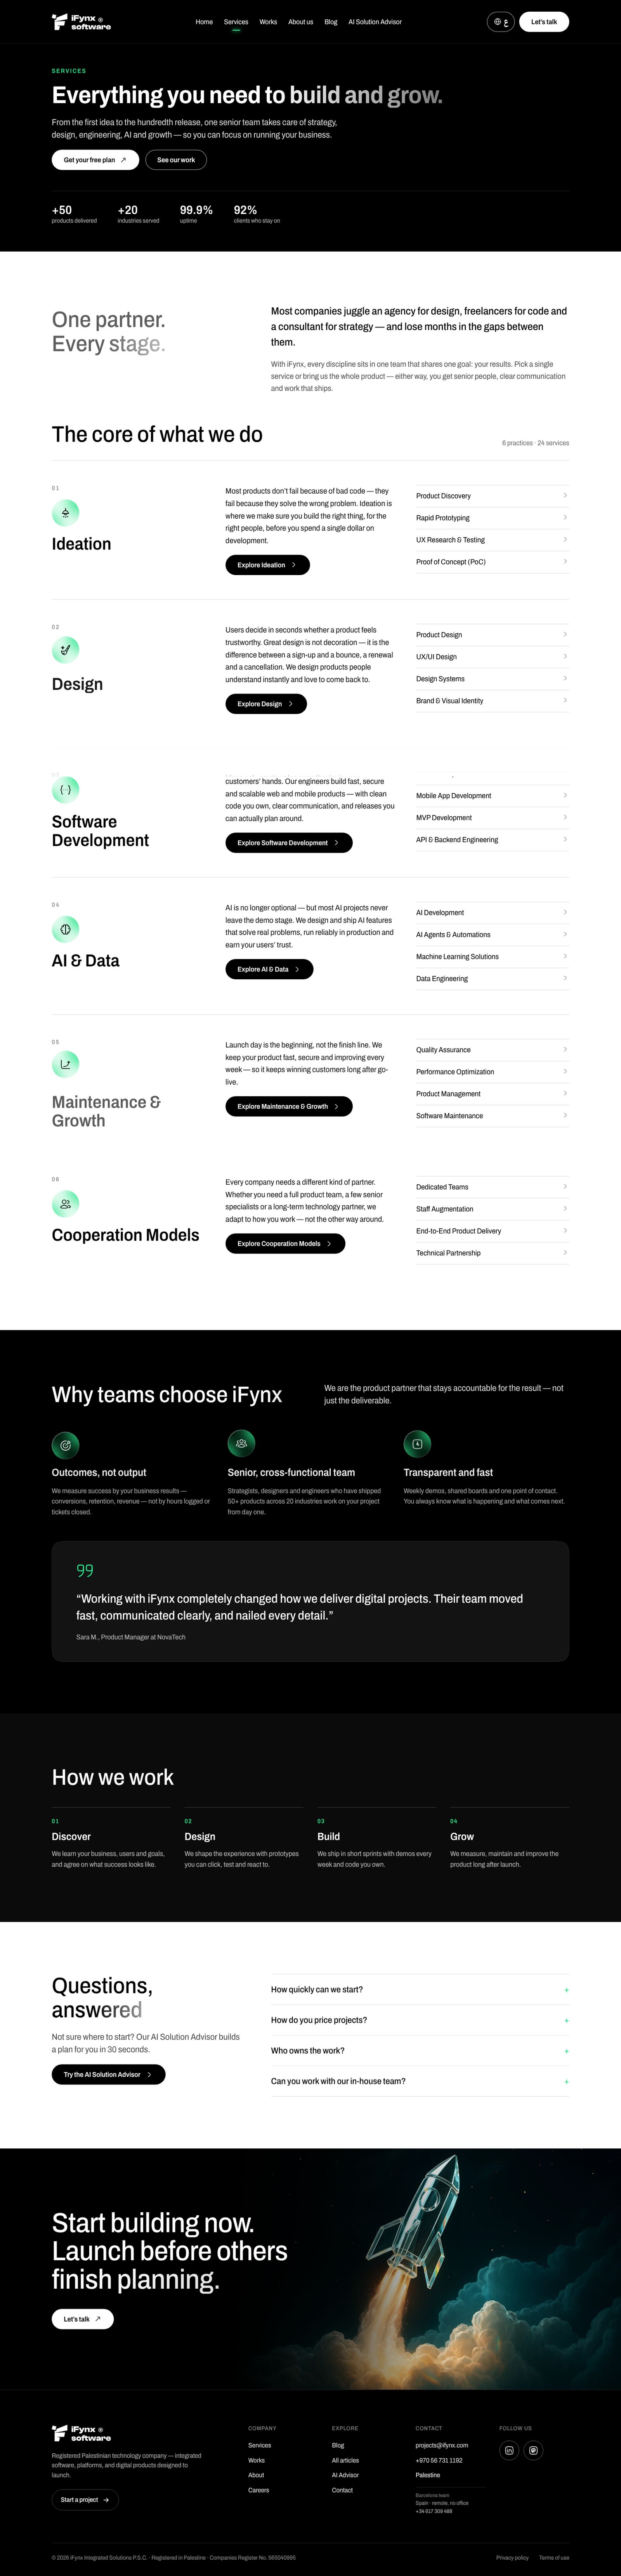 iFynx ®
software
Home
Services
Works
About us
Blog
AI Solution Advisor
ع
Let's talk
SERVICES
Everything you need to build and grow.
From the first idea to the hundredth release, one senior team takes care of strategy,
design, engineering, AI and growth — so you can focus on running your business.
Get your free plan
See our work
+50
products delivered
+20
industries served
99.9%
uptime
92%
clients who stay on
One partner.
Every stage.
Most companies juggle an agency for design, freelancers for code and
a consultant for strategy — and lose months in the gaps between
them.
With iFynx, every discipline sits in one team that shares one goal: your results. Pick a single
service or bring us the whole product — either way, you get senior people, clear communication
and work that ships.
The core of what we do
6 practices · 24 services
01
Ideation
Most products don't fail because of bad code — they
fail because they solve the wrong problem. Ideation is
where we make sure you build the right thing, for the
right people, before you spend a single dollar on
development.
Explore Ideation
Product Discovery
Rapid Prototyping
UX Research & Testing
Proof of Concept (PoC)
02
Design
Users decide in seconds whether a product feels
trustworthy. Great design is not decoration — it is the
difference between a sign-up and a bounce, a renewal
and a cancellation. We design products people
understand instantly and love to come back to.
Explore Design
Product Design
UX/UI Design
Design Systems
Brand & Visual Identity
Software
Development
customers' hands. Our engineers build fast, secure
and scalable web and mobile products — with clean
code you own, clear communication, and releases you
can actually plan around.
Explore Software Development
Mobile App Development
MVP Development
API & Backend Engineering
04
AI & Data
AI is no longer optional — but most AI projects never
leave the demo stage. We design and ship AI features
that solve real problems, run reliably in production and
earn your users' trust.
Explore AI & Data
AI Development
AI Agents & Automations
Machine Learning Solutions
Data Engineering
05
Maintenance &
Growth
Launch day is the beginning, not the finish line. We
keep your product fast, secure and improving every
week — so it keeps winning customers long after go-
live.
Explore Maintenance & Growth
Quality Assurance
Performance Optimization
Product Management
Software Maintenance
06
Cooperation Models
Every company needs a different kind of partner.
Whether you need a full product team, a few senior
specialists or a long-term technology partner, we
adapt to how you work — not the other way around.
Explore Cooperation Models
Dedicated Teams
Staff Augmentation
End-to-End Product Delivery
Technical Partnership
Why teams choose iFynx
We are the product partner that stays accountable for the result — not
just the deliverable.
Outcomes, not output
We measure success by your business results —
conversions, retention, revenue — not by hours logged or
tickets closed.
Senior, cross-functional team
Strategists, designers and engineers who have shipped
50+ products across 20 industries work on your project
from day one.
Transparent and fast
Weekly demos, shared boards and one point of contact.
You always know what is happening and what comes next.
“Working with iFynx completely changed how we deliver digital projects. Their team moved
fast, communicated clearly, and nailed every detail.”
Sara M., Product Manager at NovaTech
How we work
01
Discover
We learn your business, users and goals,
and agree on what success looks like.
02
Design
We shape the experience with prototypes
you can click, test and react to.
03
Build
We ship in short sprints with demos every
week and code you own.
04
Grow
We measure, maintain and improve the
product long after launch.
Questions,
answered
Not sure where to start? Our AI Solution Advisor builds
a plan for you in 30 seconds.
Try the AI Solution Advisor
How quickly can we start?
+
How do you price projects?
+
Who owns the work?
+
Can you work with our in-house team?
+
Start building now.
Launch before others
finish planning.
Let's talk
iFynx ®
software
Registered Palestinian technology company — integrated
software, platforms, and digital products designed to
launch.
Start a project
COMPANY
Services
Works
About
Careers
EXPLORE
Blog
All articles
AI Advisor
Contact
CONTACT
projects@ifynx.com
+970 56 731 1192
Palestine
Barcelona team
Spain · remote, no office
+34 617 309 488
FOLLOW US
© 2026 iFynx Integrated Solutions P.S.C. · Registered in Palestine · Companies Register No. 565040995
Privacy policy
Terms of use